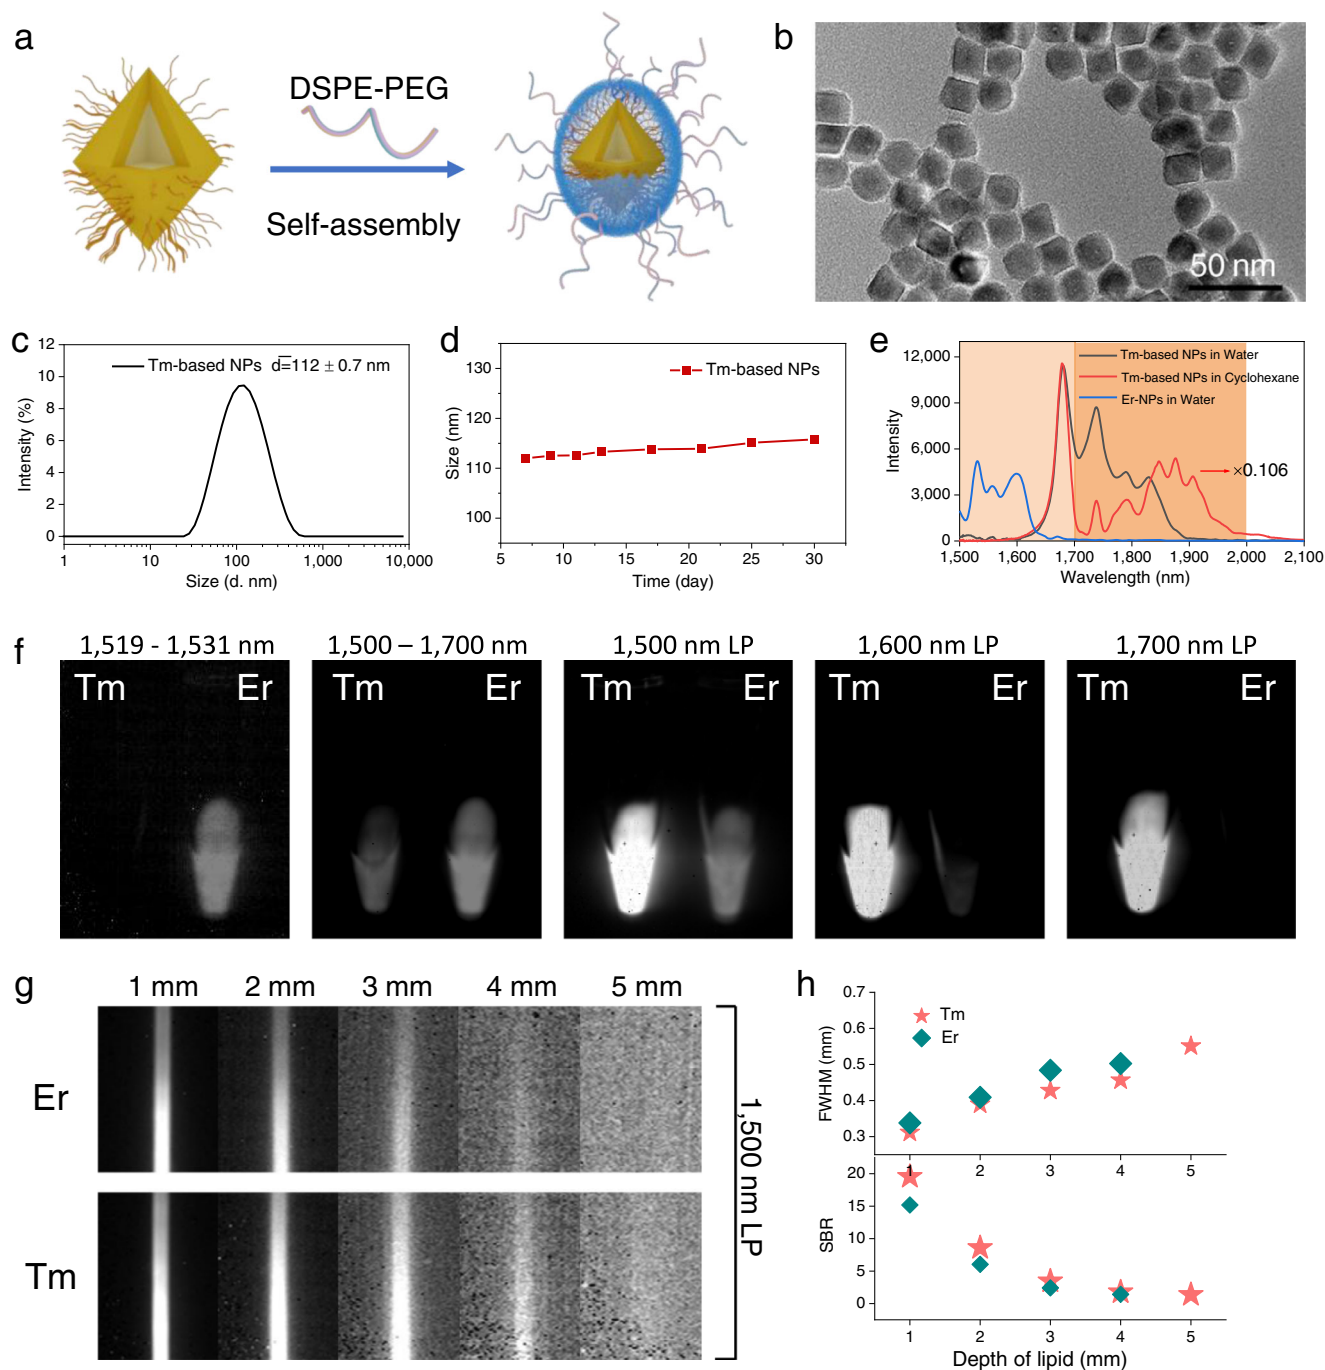 a
DSPE-PEG
Self-assembly
b
50 nm
c
12
10
8
6
4
2
0
Intensity (%)
Tm-based NPs d̅=112 ± 0.7 nm
1
10
100
1,000
10,000
Size (d. nm)
d
130
120
110
100
Size (nm)
Tm-based NPs
5
10
15
20
25
30
Time (day)
e
12,000
9,000
6,000
3,000
0
Intensity
Tm-based NPs in Water
Tm-based NPs in Cyclohexane
Er-NPs in Water
×0.106
1,500
1,600
1,700
1,800
1,900
2,000
2,100
Wavelength (nm)
f
1,519 - 1,531 nm
1,500 – 1,700 nm
1,500 nm LP
1,600 nm LP
1,700 nm LP
Tm Er
Tm Er
Tm Er
Tm Er
Tm Er
g
1 mm
2 mm
3 mm
4 mm
5 mm
Er
Tm
1,500 nm LP
h
0.7
0.6
0.5
0.4
0.3
FWHM (mm)
Tm
Er
1
2
3
4
5
20
15
10
5
0
SBR
1
2
3
4
5
Depth of lipid (mm)